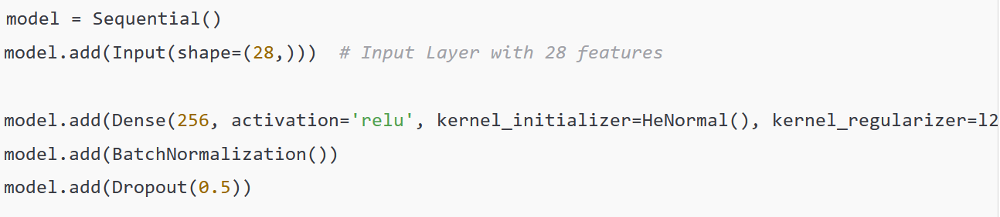 model = Sequential()
model.add(Input(shape=(28,)))  # Input Layer with 28 features
model.add(Dense(256, activation='relu', kernel_initializer=HeNormal(), kernel_regularizer=l2
model.add(BatchNormalization())
model.add(Dropout(0.5))